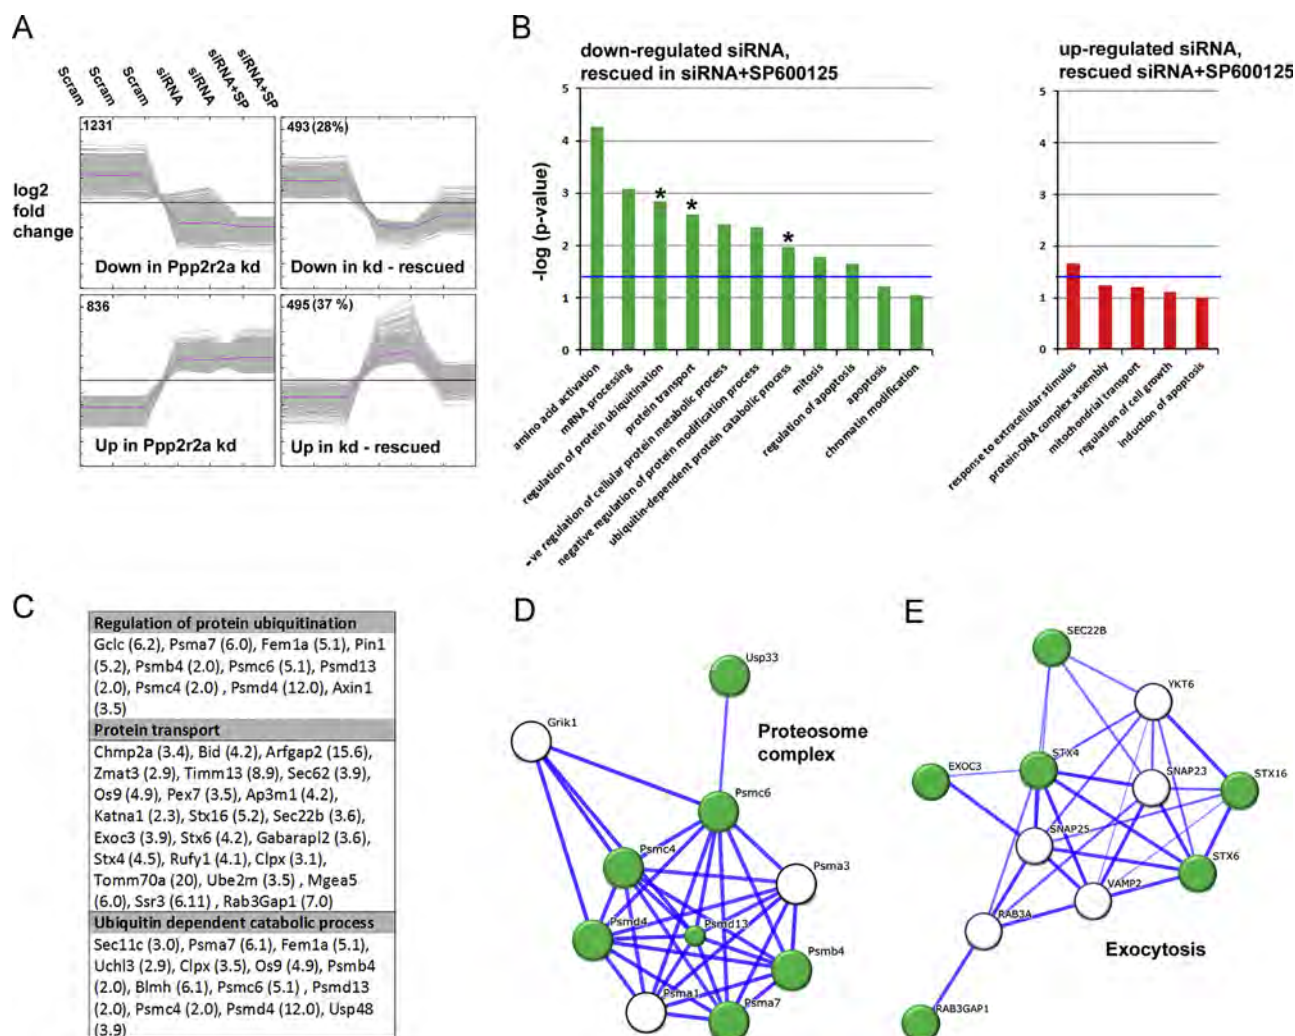 A
Scram
Scram
Scram
siRNA
siRNA
siRNA+SP
siRNA+SP
log2
fold
change
1231
Down in Ppp2r2a kd
493 (28%)
Down in kd - rescued
836
Up in Ppp2r2a kd
495 (37 %)
Up in kd - rescued
B
down-regulated siRNA,
rescued in siRNA+SP600125
-log (p-value)
5
4
3
2
1
0
*
*
*
amino acid activation
mRNA processing
regulation of protein ubiquitination
protein transport
-ve regulation of cellular protein metabolic process
negative regulation of protein modification process
ubiquitin-dependent protein catabolic process
mitosis
regulation of apoptosis
apoptosis
chromatin modification
up-regulated siRNA,
rescued siRNA+SP600125
5
4
3
2
1
0
response to extracellular stimulus
protein-DNA complex assembly
mitochondrial transport
regulation of cell growth
induction of apoptosis
C
Regulation of protein ubiquitination
Gclc (6.2), Psma7 (6.0), Fem1a (5.1), Pin1
(5.2), Psmb4 (2.0), Psmc6 (5.1), Psmd13
(2.0), Psmc4 (2.0) , Psmd4 (12.0), Axin1
(3.5)
Protein transport
Chmp2a (3.4), Bid (4.2), Arfgap2 (15.6),
Zmat3 (2.9), Timm13 (8.9), Sec62 (3.9),
Os9 (4.9), Pex7 (3.5), Ap3m1 (4.2),
Katna1 (2.3), Stx16 (5.2), Sec22b (3.6),
Exoc3 (3.9), Stx6 (4.2), Gabarapl2 (3.6),
Stx4 (4.5), Rufy1 (4.1), Clpx (3.1),
Tomm70a (20), Ube2m (3.5) , Mgea5
(6.0), Ssr3 (6.11) , Rab3Gap1 (7.0)
Ubiquitin dependent catabolic process
Sec11c (3.0), Psma7 (6.1), Fem1a (5.1),
Uchl3 (2.9), Clpx (3.5), Os9 (4.9), Psmb4
(2.0), Blmh (6.1), Psmc6 (5.1) , Psmd13
(2.0), Psmc4 (2.0), Psmd4 (12.0), Usp48
(3.9)
D
Usp33
Grik1
Proteosome
complex
Psmc6
Psmc4
Psma3
Psmd4
Psmd13
Psmb4
Psma1
Psma7
E
SEC22B
YKT6
EXOC3
STX4
SNAP23
STX16
SNAP25
STX6
VAMP2
RAB3A
Exocytosis
RAB3GAP1